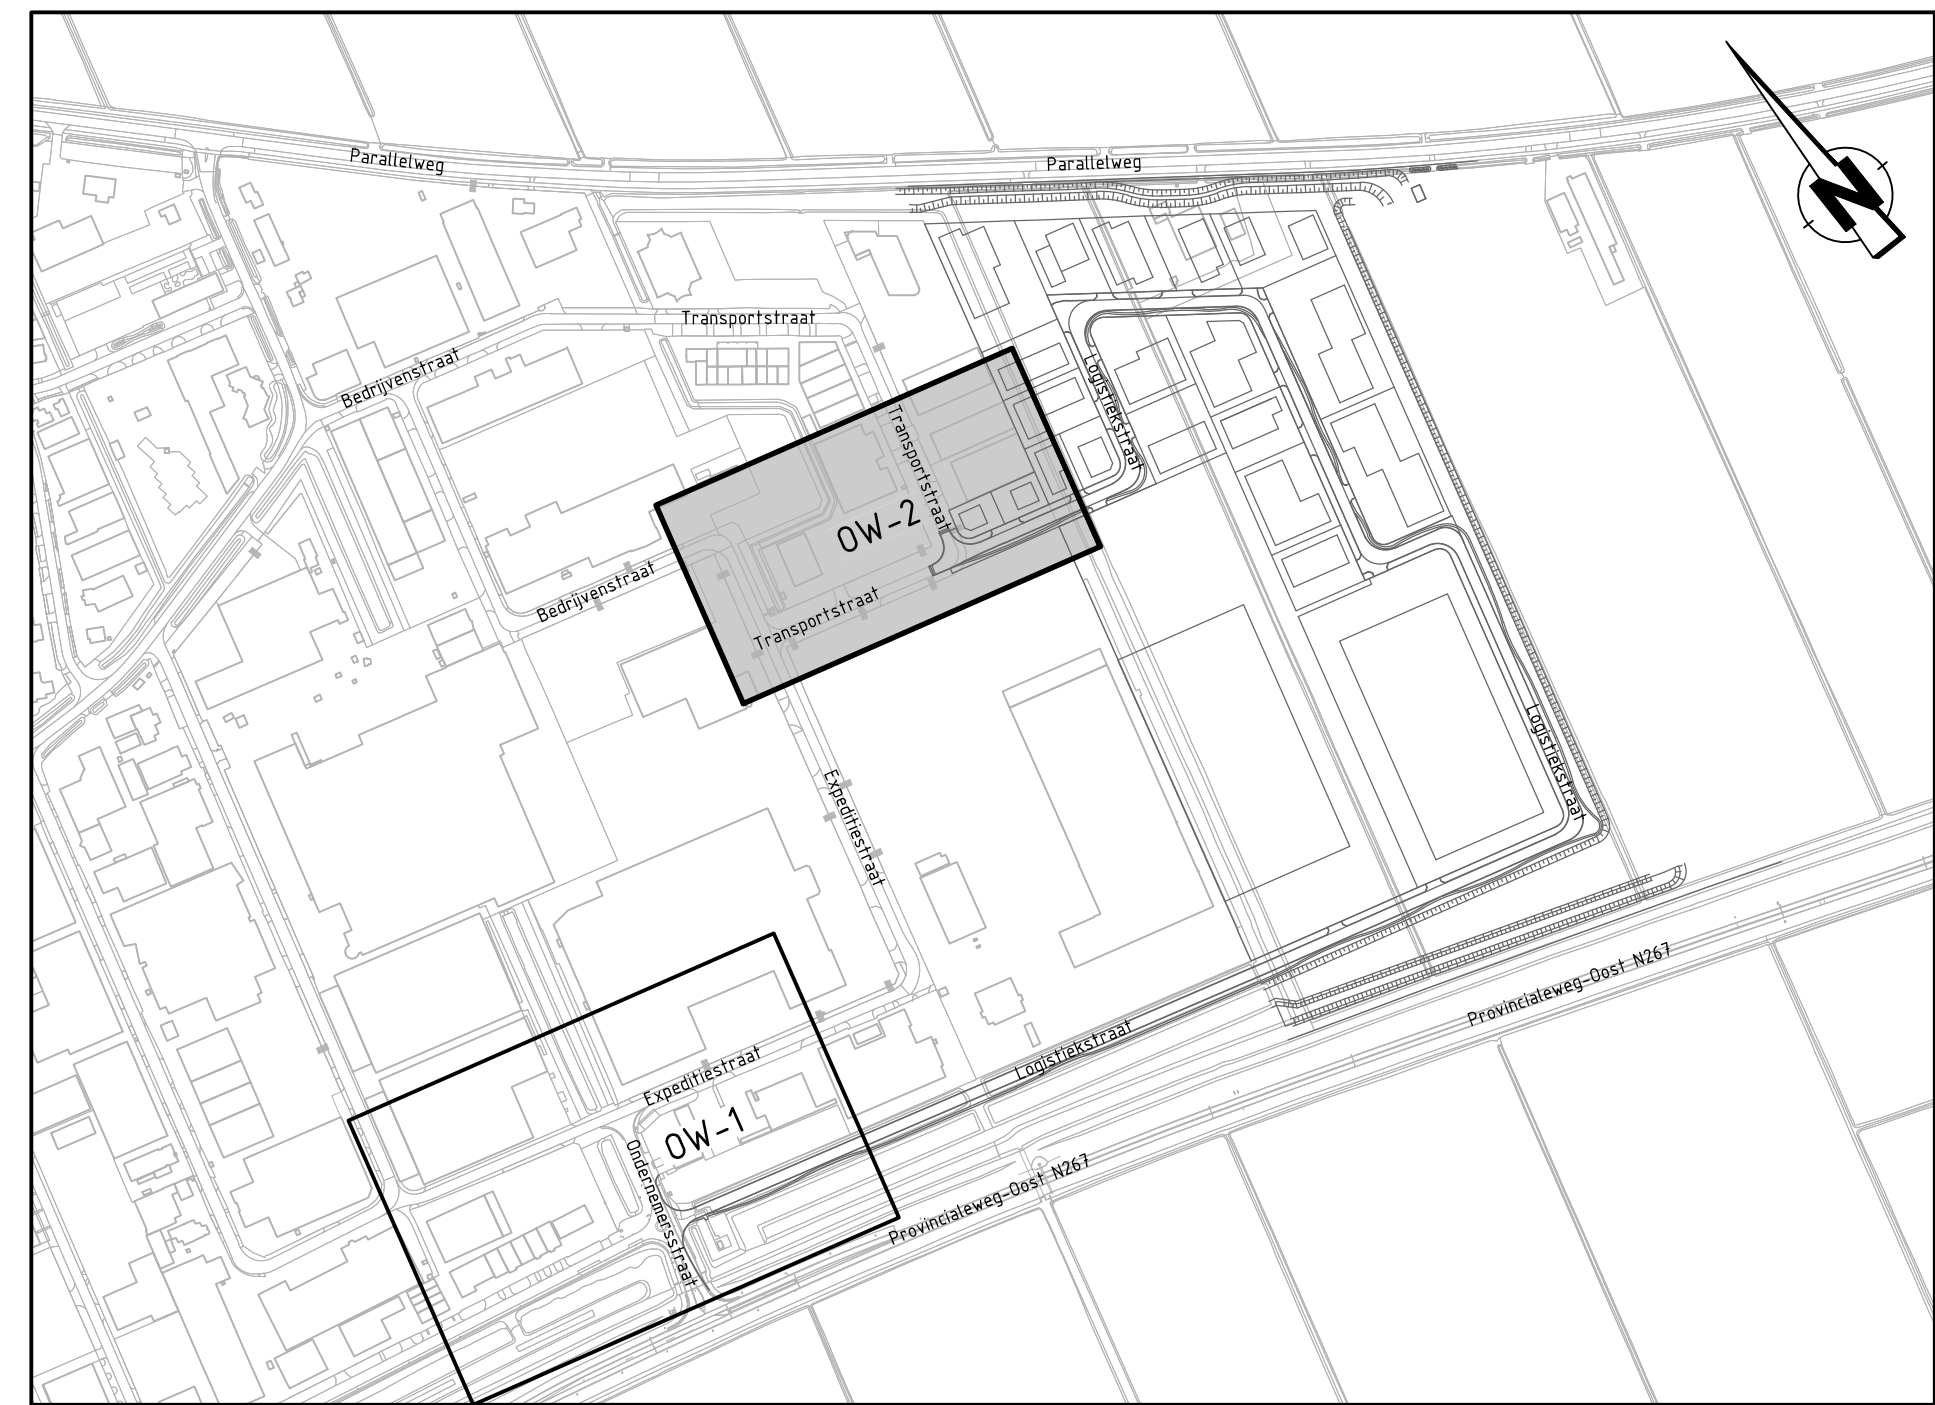 Parallelweg
Parallelweg
N
Transportstraat
Bedrijvenstraat
Logistiekstraat
Transportstraat
OW-2
Bedrijvenstraat
Transportstraat
Logistiekstraat
Expeditiestraat
Provincialeweg-Oost N267
Logistiekstraat
Expeditiestraat
OW-1
Ondernemersstraat
Provincialeweg-Oost N267